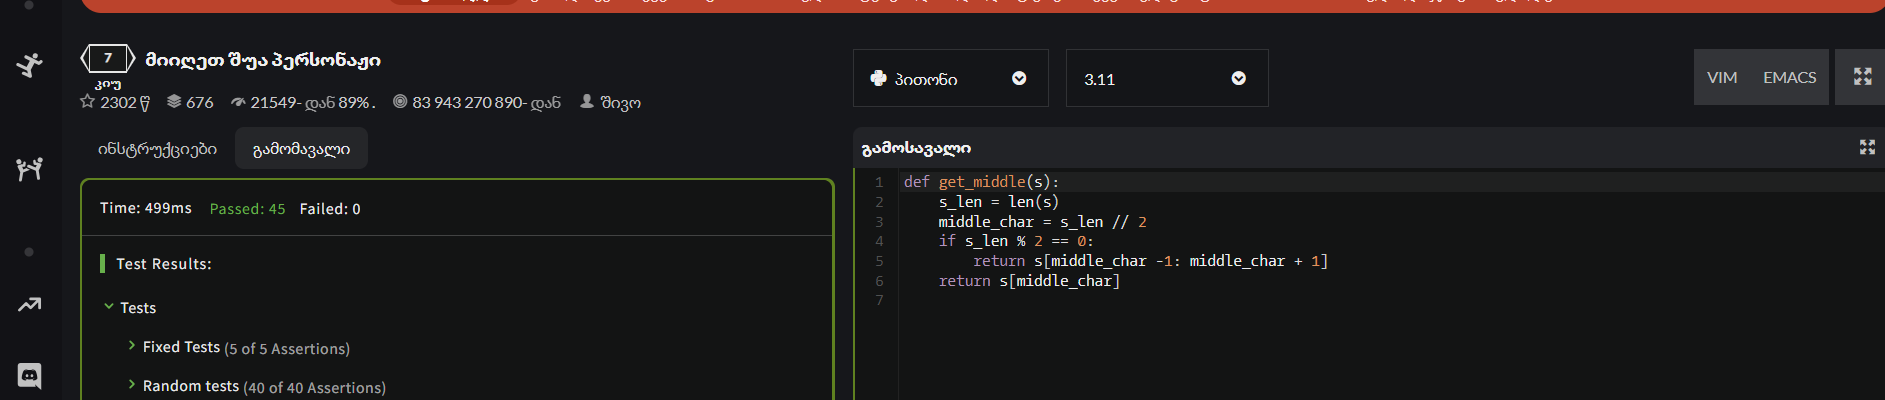 7
კიუ
მიიღეთ შუა პერსონაჟი
2302 წ 676 21549- დან 89% . 83 943 270 890- დან შივო
ინსტრუქციები გამომავალი
Time: 499ms Passed: 45 Failed: 0
Test Results:
Tests
Fixed Tests (5 of 5 Assertions)
Random tests (40 of 40 Assertions)
პითონი 3.11 VIM EMACS
გამოსავალი
1 def get_middle(s):
2     s_len = len(s)
3     middle_char = s_len // 2
4     if s_len % 2 == 0:
5         return s[middle_char -1: middle_char + 1]
6     return s[middle_char]
7